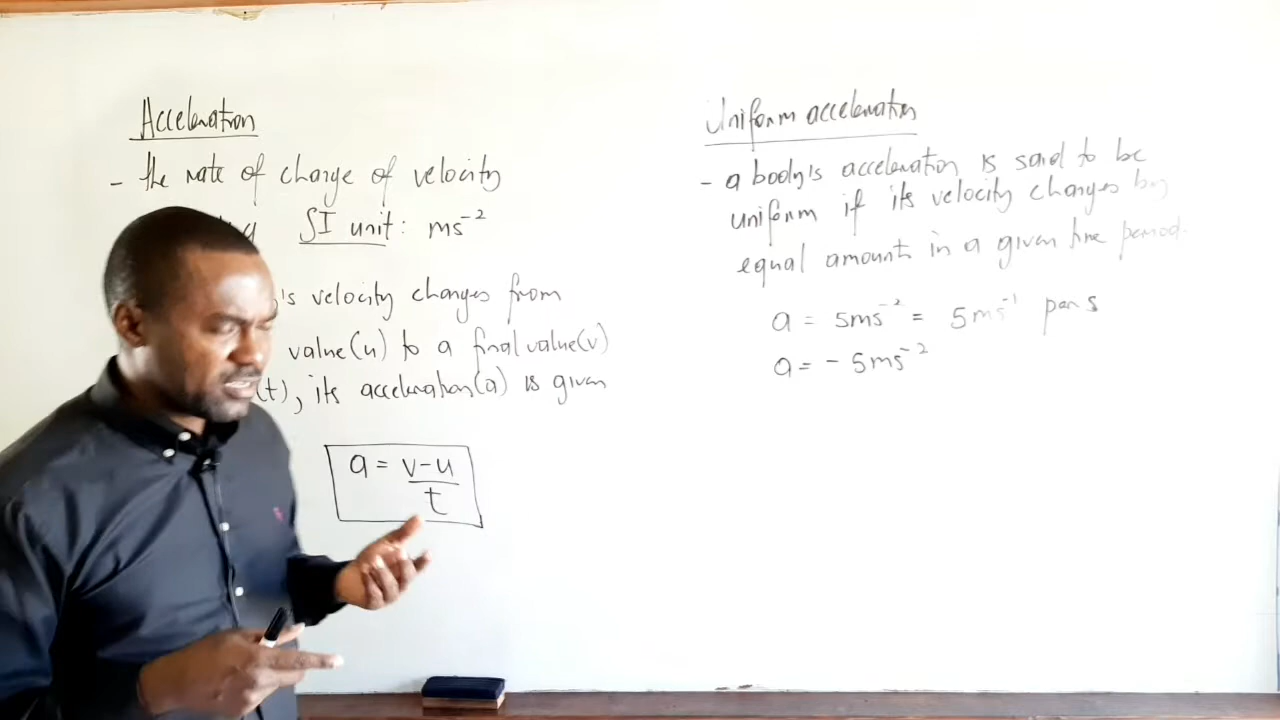 Acceleration
- the rate of change of velocity
a SI unit: ms⁻²
's velocity changes from
value(u) to a final value(v)
(t), its acceleration(a) is given
a = v-u
t
Uniform acceleration
- a body's acceleration is said to be
uniform if its velocity changes by
equal amount in a given time period.
a = 5ms⁻² = 5ms⁻¹ per s
a = - 5ms⁻²